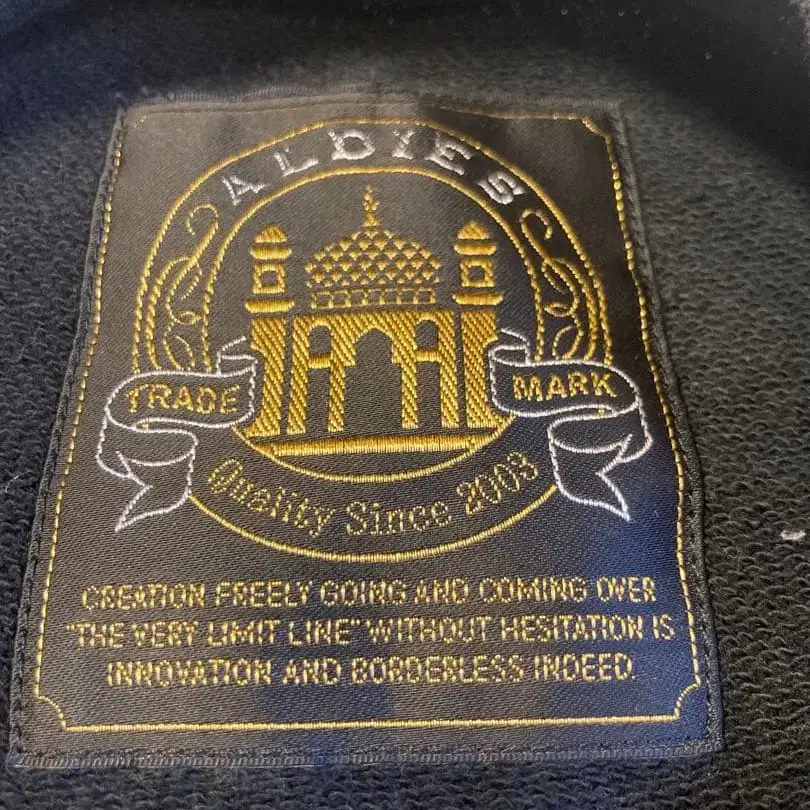 ALDIES
TRADE MARK
Quality Since 2003
CREATION FREELY GOING AND COMING OVER
"THE VERY LIMIT LINE" WITHOUT HESITATION IS
INNOVATION AND BORDERLESS INDEED.